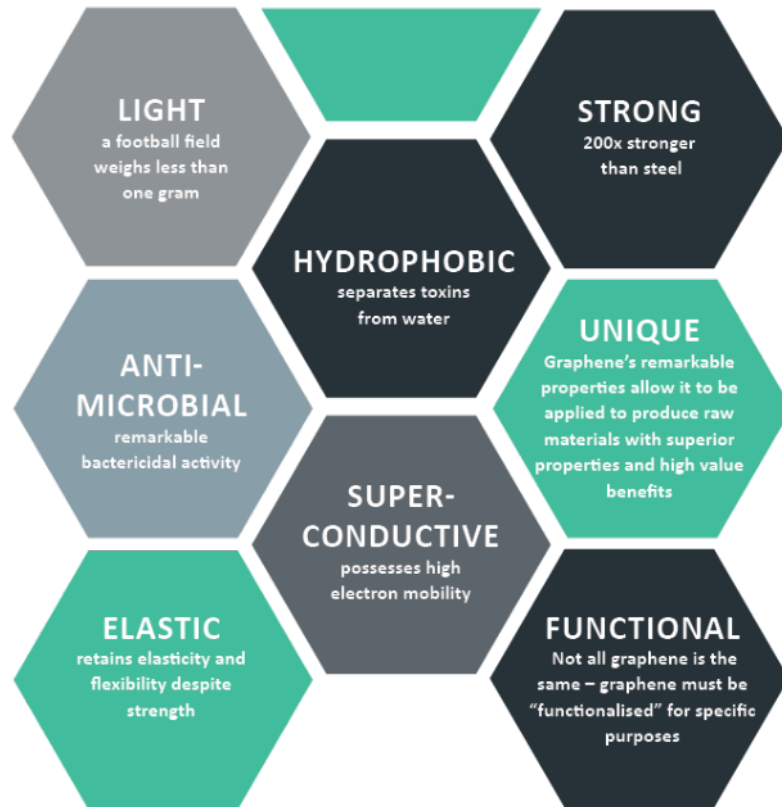 LIGHT
a football field
weighs less than
one gram
STRONG
200x stronger
than steel
HYDROPHOBIC
separates toxins
from water
ANTI-
MICROBIAL
remarkable
bactericidal activity
UNIQUE
Graphene’s remarkable
properties allow it to be
applied to produce raw
materials with superior
properties and high value
benefits
SUPER-
CONDUCTIVE
possesses high
electron mobility
ELASTIC
retains elasticity and
flexibility despite
strength
FUNCTIONAL
Not all graphene is the
same – graphene must be
“functionalised” for specific
purposes